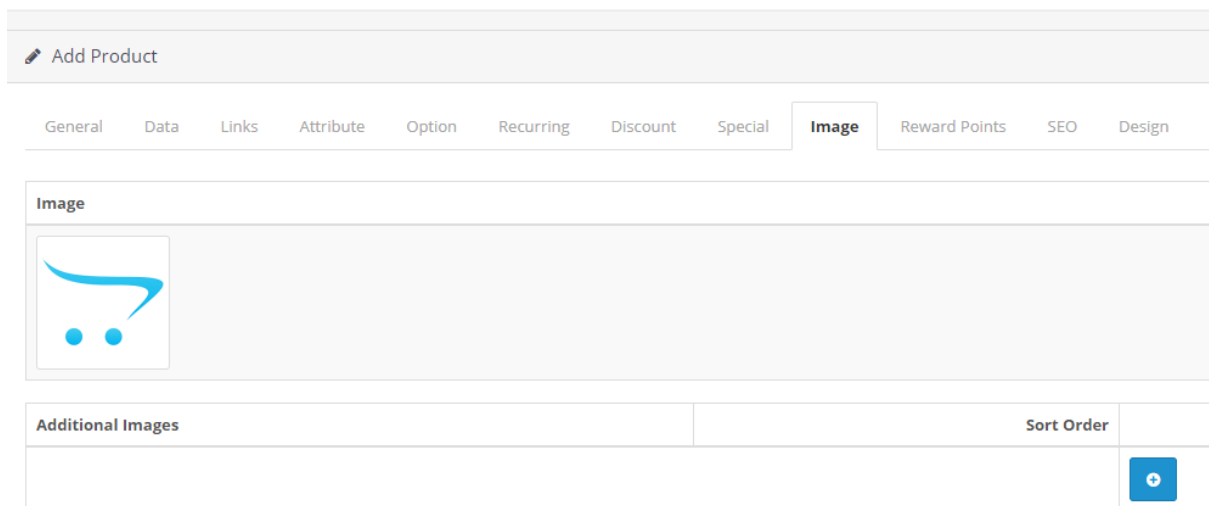 Add Product
General Data Links Attribute Option Recurring Discount Special Image Reward Points SEO Design
Image
Additional Images Sort Order